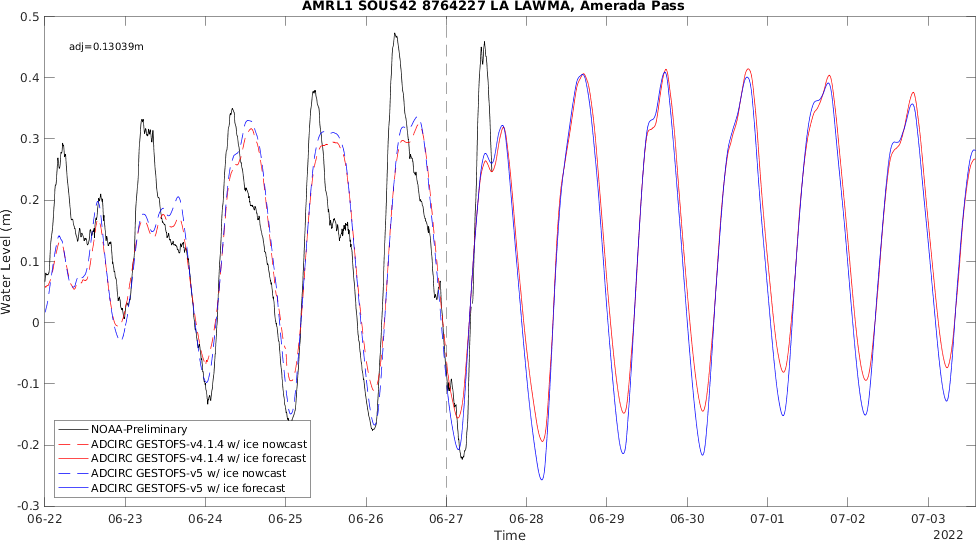 AMRL1 SOUS42 8764227 LA LAWMA, Amerada Pass
adj=0.13039m
0.5
0.4
0.3
0.2
0.1
0
-0.1
-0.2
-0.3
Water Level (m)
NOAA-Preliminary
ADCIRC GESTOFS-v4.1.4 w/ ice nowcast
ADCIRC GESTOFS-v4.1.4 w/ ice forecast
ADCIRC GESTOFS-v5 w/ ice nowcast
ADCIRC GESTOFS-v5 w/ ice forecast
06-22 06-23 06-24 06-25 06-26 06-27 06-28 06-29 06-30 07-01 07-02 07-03
Time
2022